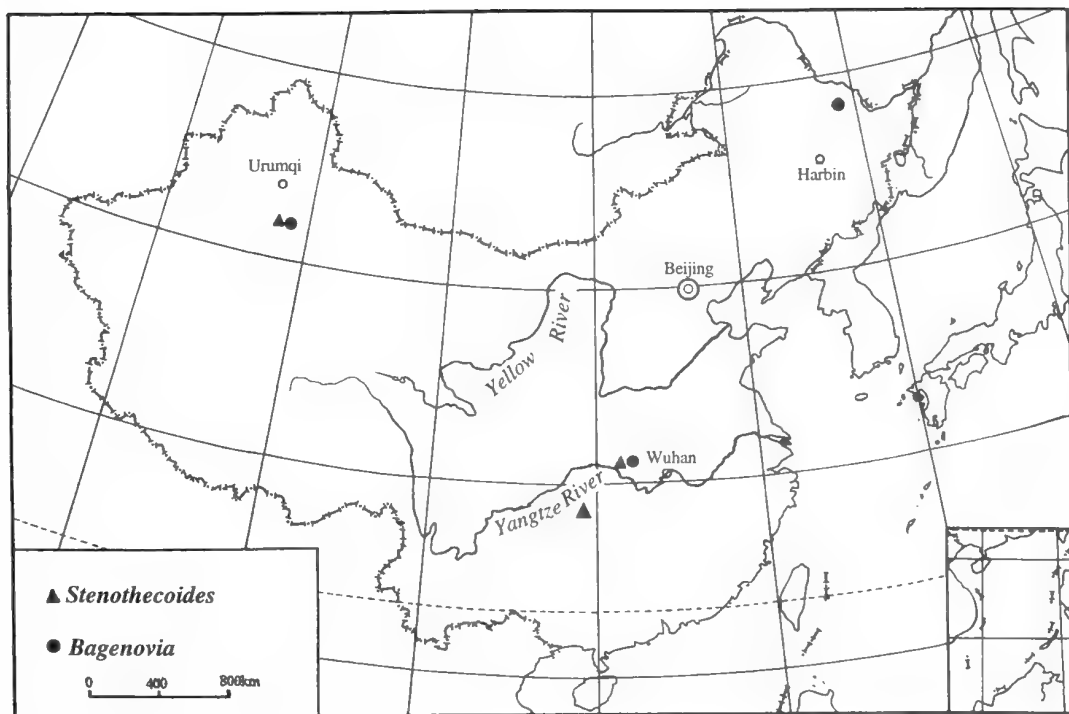 Urumqi
Harbin
Beijing
Yellow River
Wuhan
Yangtze River
Stenothecoides
Bagenovia
0 400 800km